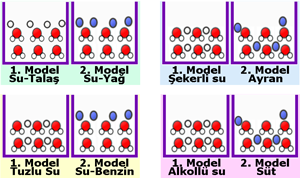 1. Model 2. Model
Su-Talaş Su-Yağ
1. Model 2. Model
Şekerli su Ayran
1. Model 2. Model
Tuzlu Su Su-Benzin
1. Model 2. Model
Alkollü su Süt